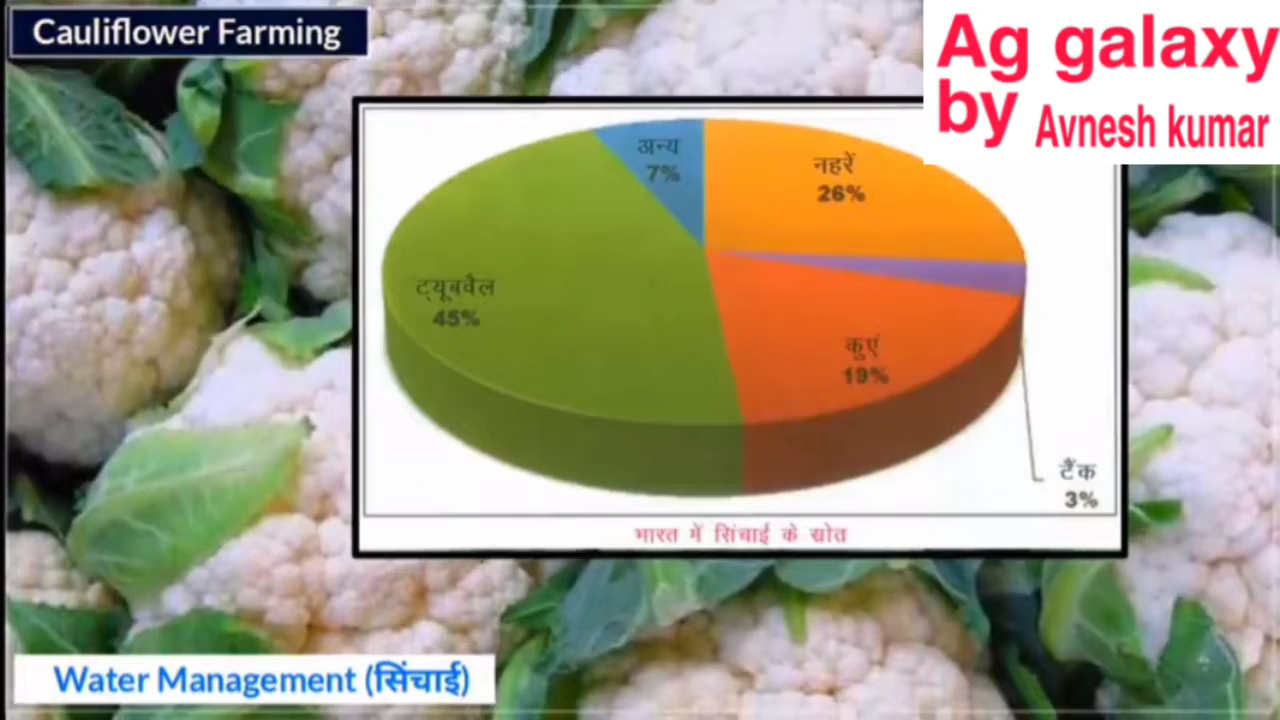 Cauliflower Farming
Ag galaxy
by Avnesh kumar
अन्य
7%
नहरें
26%
ट्यूबवैल
45%
कुएं
19%
टैंक
3%
भारत में सिंचाई के स्रोत
Water Management (सिंचाई)